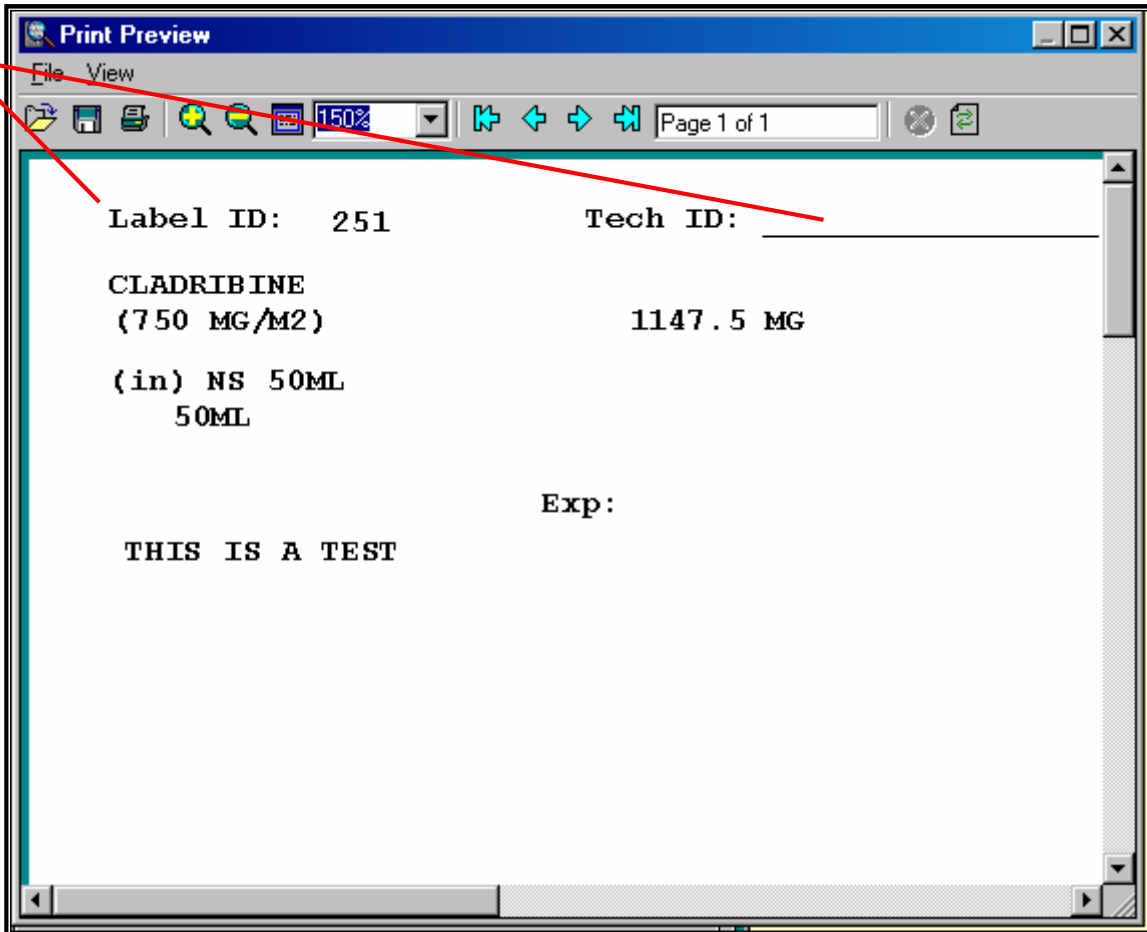 Print Preview
File View
150% Page 1 of 1
Label ID: 251 Tech ID:
CLADRIBINE
(750 MG/M2) 1147.5 MG
(in) NS 50ML
50ML
Exp:
THIS IS A TEST